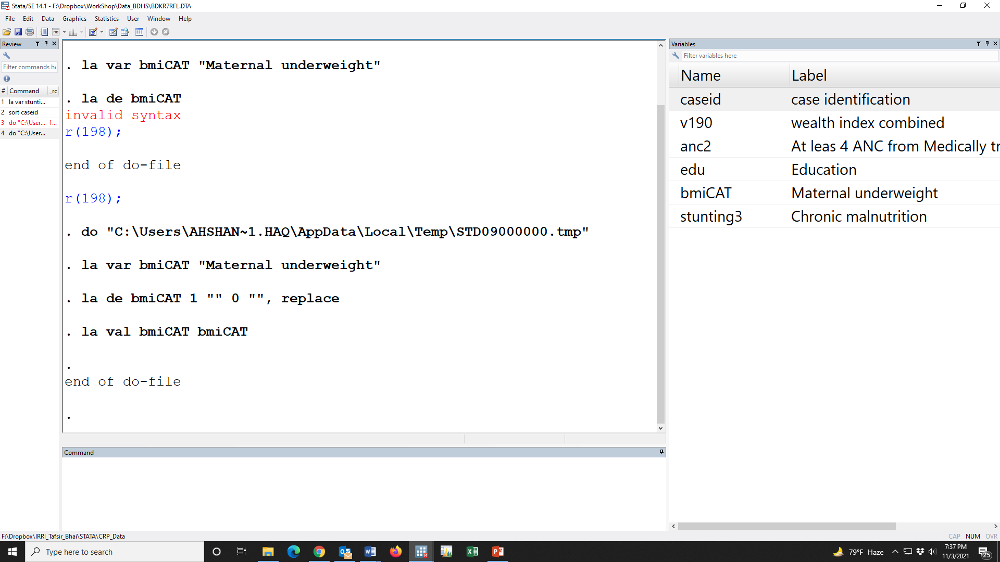 Stata/SE 14.1 - F:\Dropbox\WorkShop\Data_BDHS\BDKR7RFL.DTA
File Edit Data Graphics Statistics User Window Help
Review
Filter commands he
# Command _rc
1 la var stunti...
2 sort caseid
3 do "C:\User... 1...
4 do "C:\User...
. la var bmiCAT "Maternal underweight"
. la de bmiCAT
invalid syntax
r(198);
end of do-file
r(198);
. do "C:\Users\AHSHAN~1.HAQ\AppData\Local\Temp\STD09000000.tmp"
. la var bmiCAT "Maternal underweight"
. la de bmiCAT 1 "" 0 "", replace
. la val bmiCAT bmiCAT
.
end of do-file
.
Command
Variables
Filter variables here
Name Label
caseid case identification
v190 wealth index combined
anc2 At leas 4 ANC from Medically tr
edu Education
bmiCAT Maternal underweight
stunting3 Chronic malnutrition
F:\Dropbox\IRRI_Tafsir_Bhai\STATA\CRP_Data
CAP NUM OVR
Type here to search
79°F Haze
7:37 PM
11/3/2021
25